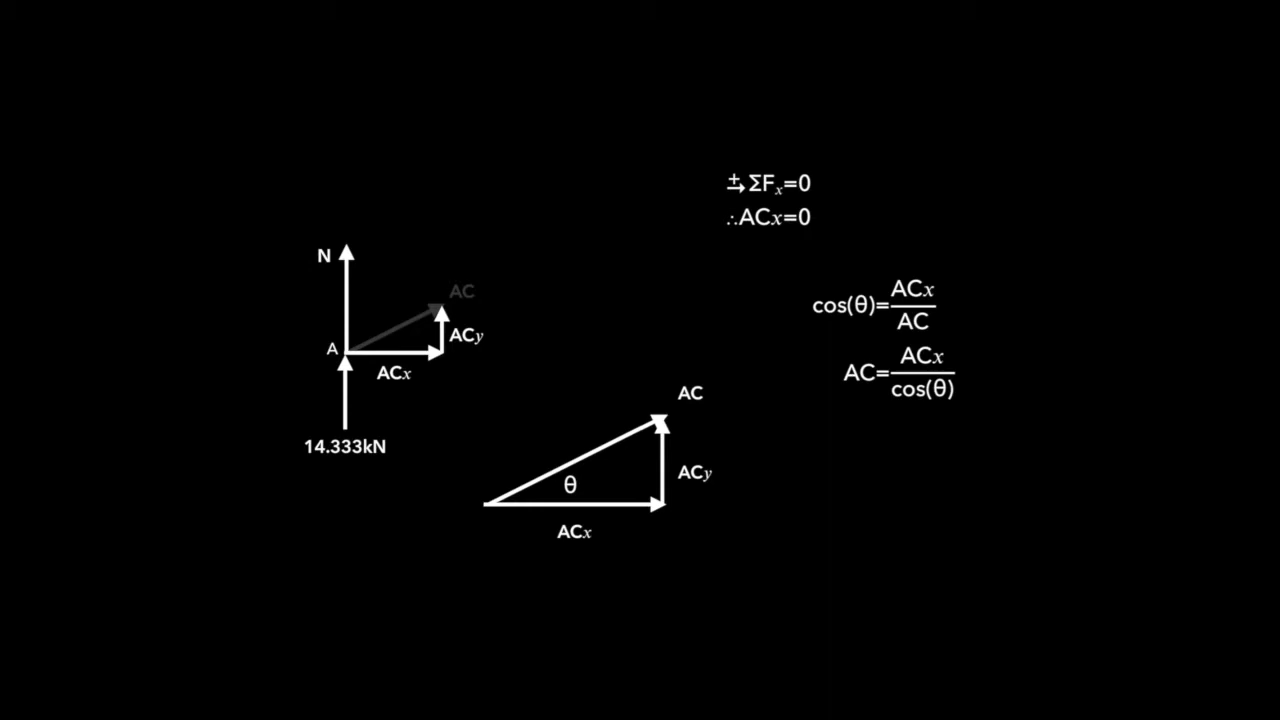 ±→ΣFₓ=0
∴ACx=0
N
AC
A
ACy
ACx
14.333kN
cos(θ)=ACx/AC
AC=ACx/cos(θ)
AC
θ
ACy
ACx